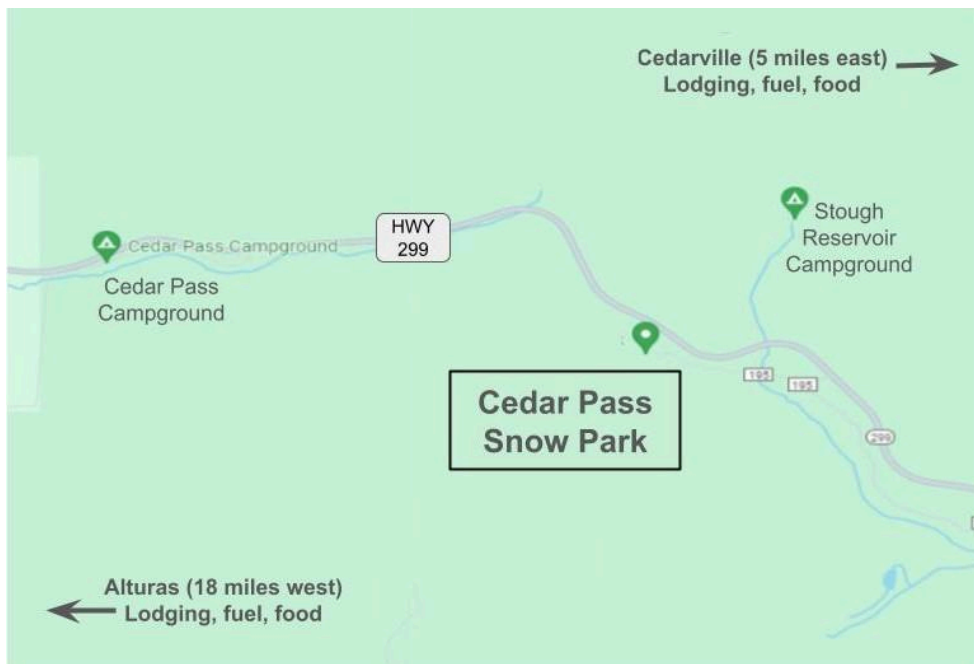 Cedarville (5 miles east)
Lodging, fuel, food
HWY
299
Cedar Pass Campground
Cedar Pass
Campground
Stough
Reservoir
Campground
Cedar Pass
Snow Park
195
195
299
Alturas (18 miles west)
Lodging, fuel, food